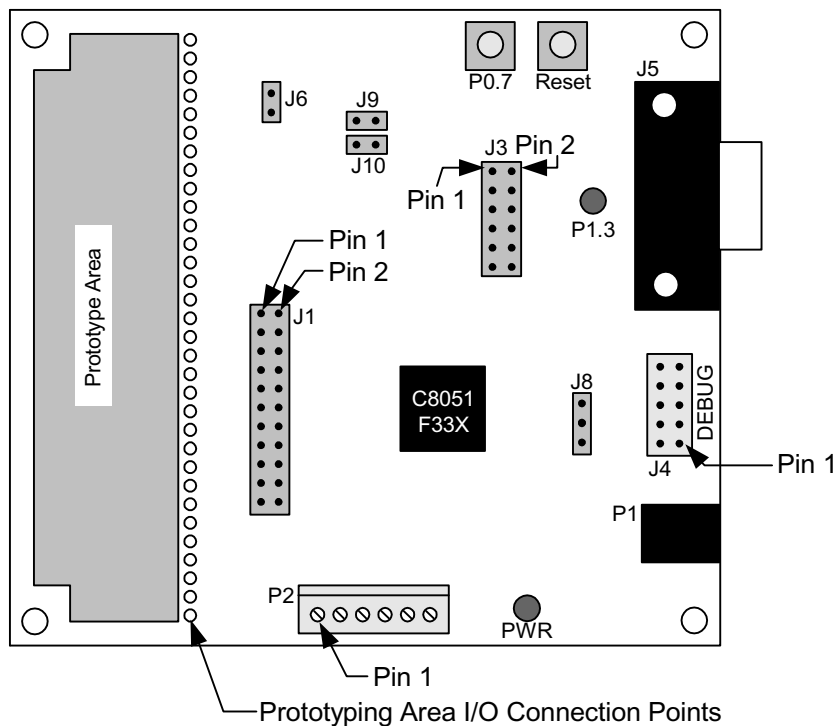 P0.7
Reset
J5
J6
J9
J10
J3
Pin 2
Pin 1
P1.3
Pin 1
Pin 2
J1
Prototype Area
C8051
F33X
J8
DEBUG
J4
Pin 1
P1
P2
PWR
Pin 1
Prototyping Area I/O Connection Points